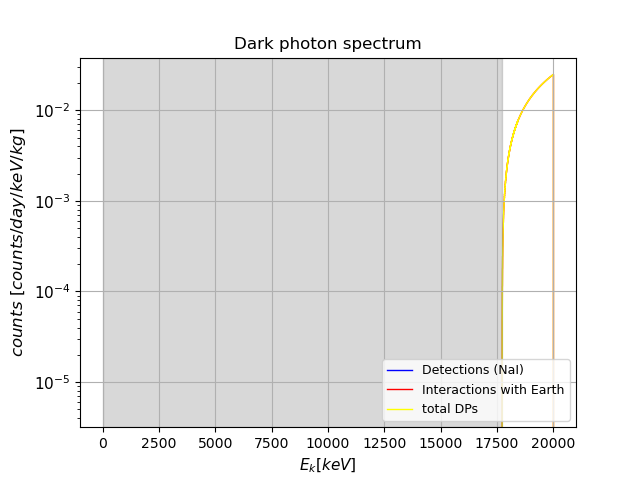 Dark photon spectrum
counts [counts/day/keV/kg]
10⁻²
10⁻³
10⁻⁴
10⁻⁵
Detections (NaI)
Interactions with Earth
total DPs
0 2500 5000 7500 10000 12500 15000 17500 20000
Eₖ[keV]